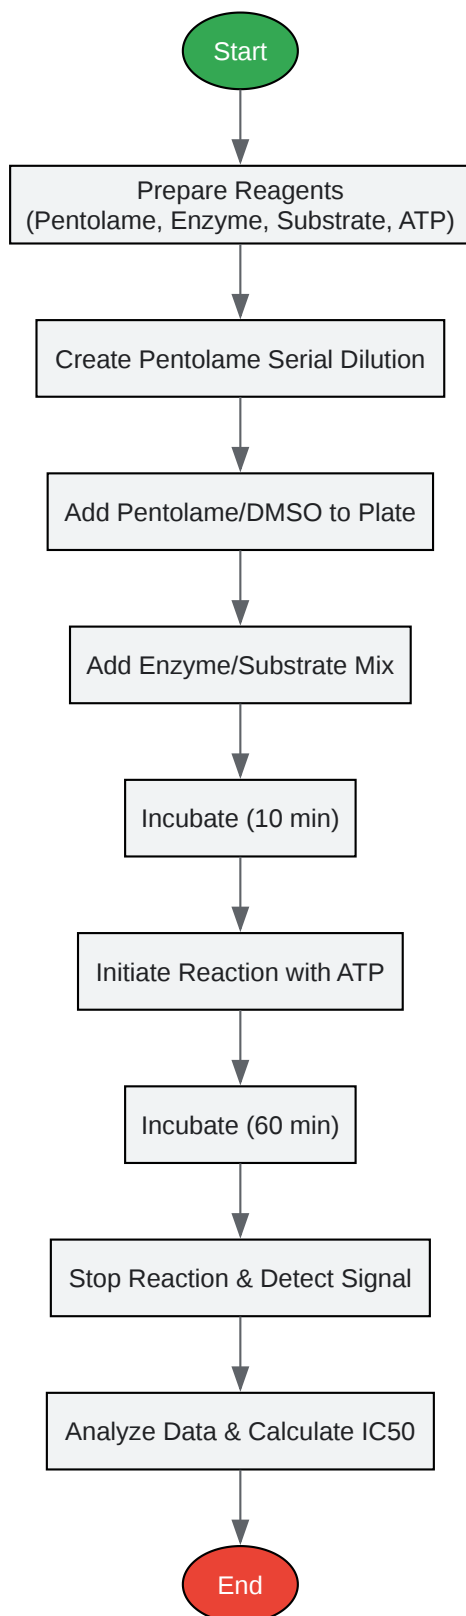 Start
Prepare Reagents
(Pentolame, Enzyme, Substrate, ATP)
Create Pentolame Serial Dilution
Add Pentolame/DMSO to Plate
Add Enzyme/Substrate Mix
Incubate (10 min)
Initiate Reaction with ATP
Incubate (60 min)
Stop Reaction & Detect Signal
Analyze Data & Calculate IC50
End